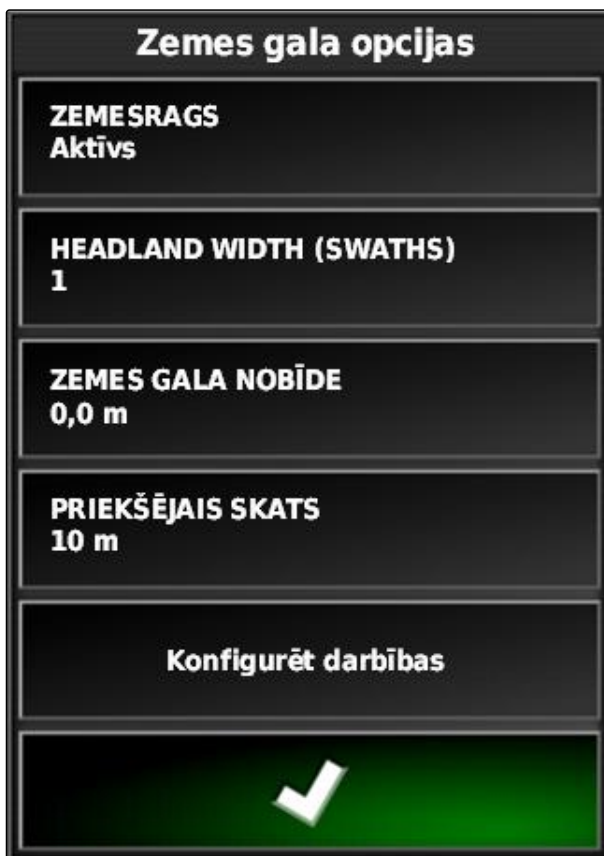 Zemes gala opcijas
ZEMESRAGS
Aktīvs
HEADLAND WIDTH (SWATHS)
1
ZEMES GALA NOBĪDE
0,0 m
PRIEKŠĒJAIS SKATS
10 m
Konfigurēt darbības